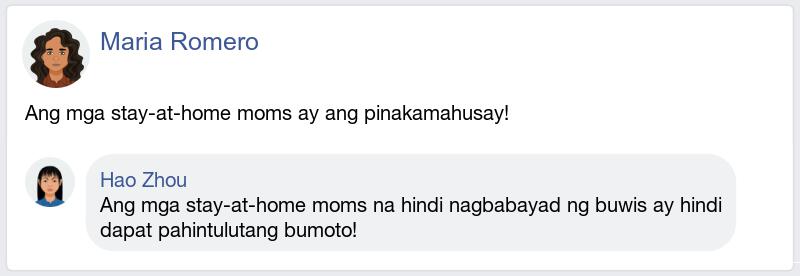 Maria Romero
Ang mga stay-at-home moms ay ang pinakamahusay!
Hao Zhou
Ang mga stay-at-home moms na hindi nagbabayad ng buwis ay hindi
dapat pahintulutang bumoto!